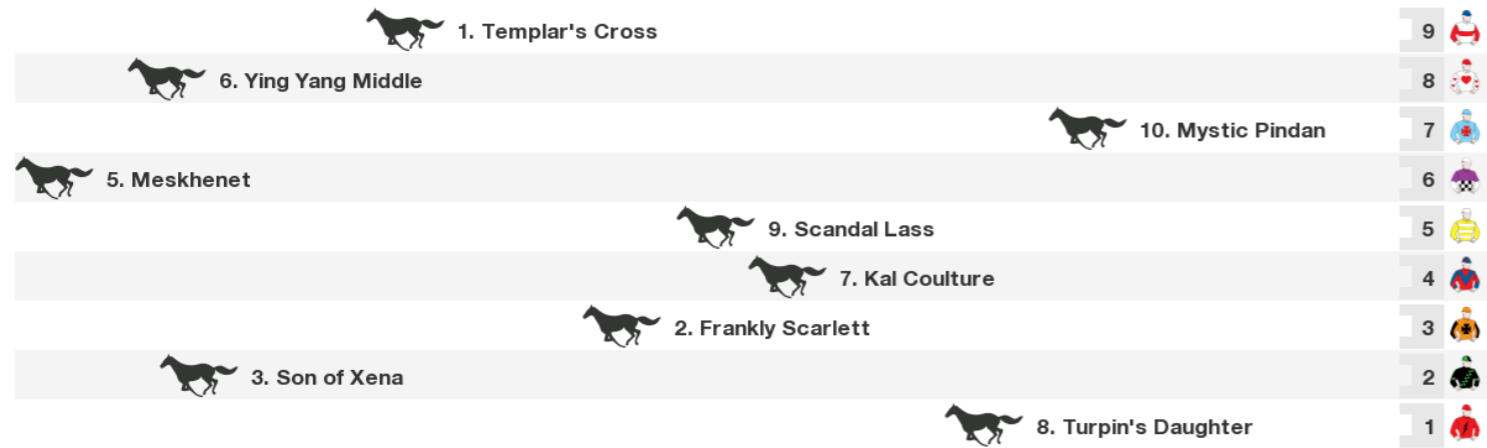 1. Templar's Cross 9
6. Ying Yang Middle 8
10. Mystic Pindan 7
5. Meskhenet 6
9. Scandal Lass 5
7. Kal Coulture 4
2. Frankly Scarlett 3
3. Son of Xena 2
8. Turpin's Daughter 1